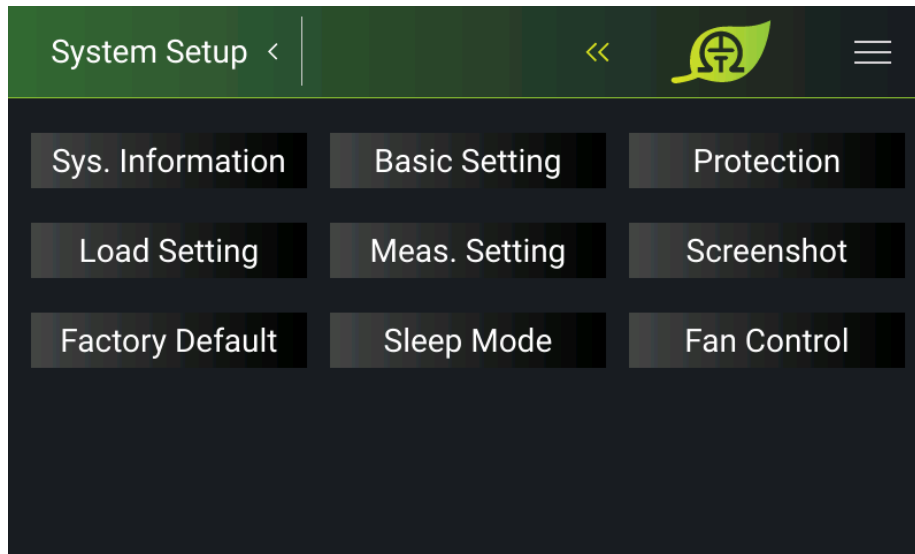 System Setup <
Sys. Information
Basic Setting
Protection
Load Setting
Meas. Setting
Screenshot
Factory Default
Sleep Mode
Fan Control